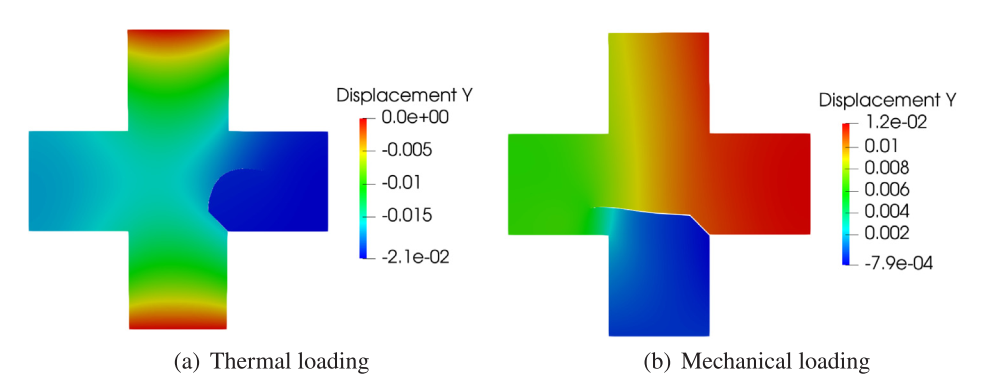 Displacement Y
0.0e+00
-0.005
-0.01
-0.015
-2.1e-02
Displacement Y
1.2e-02
0.01
0.008
0.006
0.004
0.002
-7.9e-04
(a) Thermal loading
(b) Mechanical loading